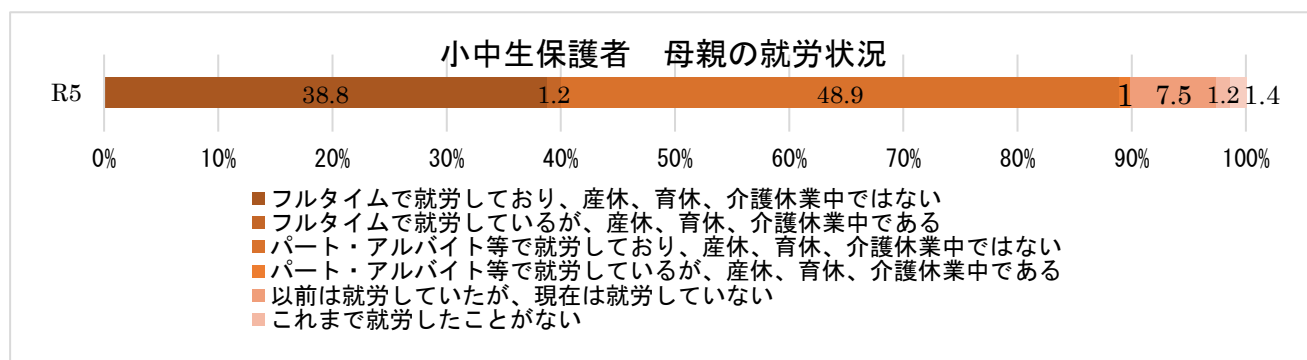 小中生保護者　母親の就労状況
R5
38.8 1.2 48.9 1 7.5 1.2 1.4
0% 10% 20% 30% 40% 50% 60% 70% 80% 90% 100%
フルタイムで就労しており、産休、育休、介護休業中ではない
フルタイムで就労しているが、産休、育休、介護休業中である
パート・アルバイト等で就労しており、産休、育休、介護休業中ではない
パート・アルバイト等で就労しているが、産休、育休、介護休業中である
以前は就労していたが、現在は就労していない
これまで就労したことがない